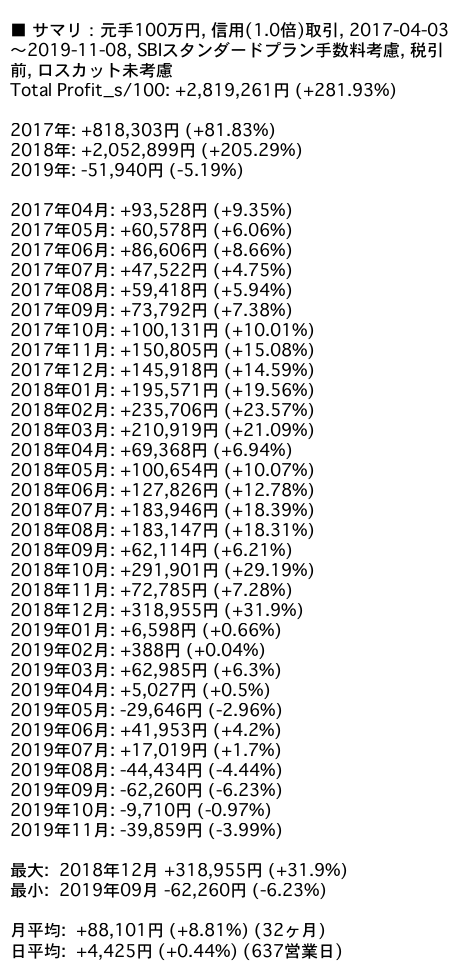 ■ サマリ：元手100万円, 信用(1.0倍)取引, 2017-04-03
〜2019-11-08, SBIスタンダードプラン手数料考慮, 税引
前, ロスカット未考慮
Total Profit_s/100: +2,819,261円 (+281.93%)
2017年: +818,303円 (+81.83%)
2018年: +2,052,899円 (+205.29%)
2019年: -51,940円 (-5.19%)
2017年04月: +93,528円 (+9.35%)
2017年05月: +60,578円 (+6.06%)
2017年06月: +86,606円 (+8.66%)
2017年07月: +47,522円 (+4.75%)
2017年08月: +59,418円 (+5.94%)
2017年09月: +73,792円 (+7.38%)
2017年10月: +100,131円 (+10.01%)
2017年11月: +150,805円 (+15.08%)
2017年12月: +145,918円 (+14.59%)
2018年01月: +195,571円 (+19.56%)
2018年02月: +235,706円 (+23.57%)
2018年03月: +210,919円 (+21.09%)
2018年04月: +69,368円 (+6.94%)
2018年05月: +100,654円 (+10.07%)
2018年06月: +127,826円 (+12.78%)
2018年07月: +183,946円 (+18.39%)
2018年08月: +183,147円 (+18.31%)
2018年09月: +62,114円 (+6.21%)
2018年10月: +291,901円 (+29.19%)
2018年11月: +72,785円 (+7.28%)
2018年12月: +318,955円 (+31.9%)
2019年01月: +6,598円 (+0.66%)
2019年02月: +388円 (+0.04%)
2019年03月: +62,985円 (+6.3%)
2019年04月: +5,027円 (+0.5%)
2019年05月: -29,646円 (-2.96%)
2019年06月: +41,953円 (+4.2%)
2019年07月: +17,019円 (+1.7%)
2019年08月: -44,434円 (-4.44%)
2019年09月: -62,260円 (-6.23%)
2019年10月: -9,710円 (-0.97%)
2019年11月: -39,859円 (-3.99%)
最大: 2018年12月 +318,955円 (+31.9%)
最小: 2019年09月 -62,260円 (-6.23%)
月平均: +88,101円 (+8.81%) (32ヶ月)
日平均: +4,425円 (+0.44%) (637営業日)